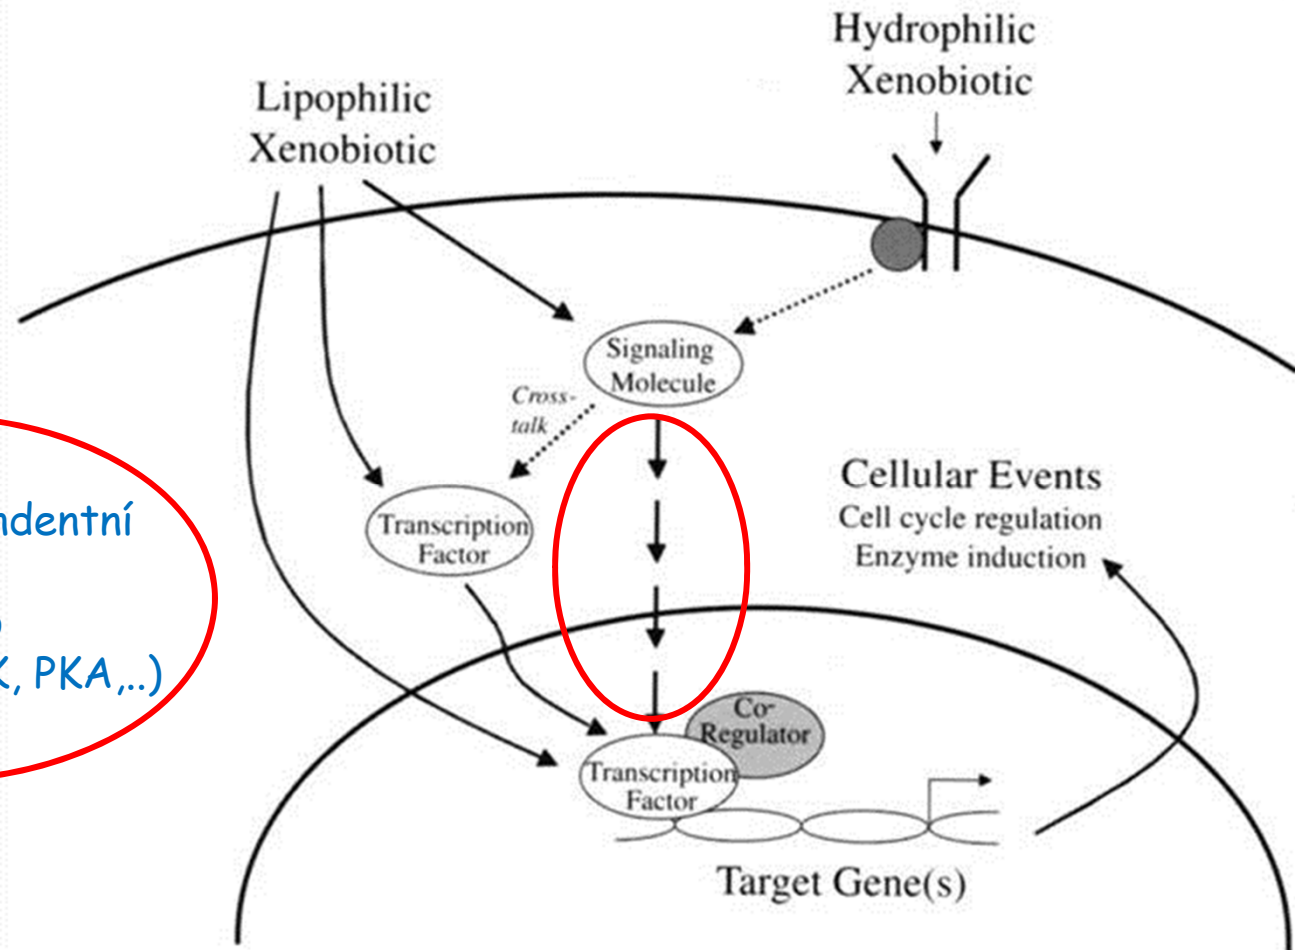 Hydrophilic
Xenobiotic
Lipophilic
Xenobiotic
Signaling
Molecule
Cross-
talk
Transcription
Factor
Cellular Events
Cell cycle regulation
Enzyme induction
PKA,..)
Co-
Regulator
Transcription
Factor
Target Gene(s)